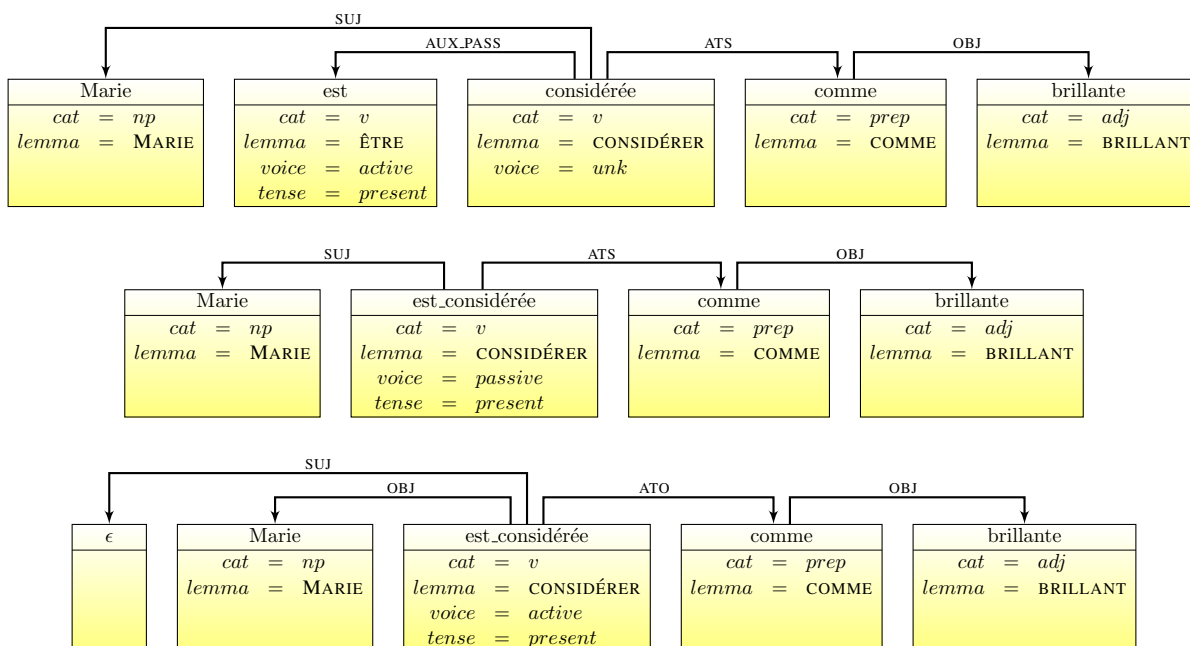 SUJ
AUX_PASS ATS OBJ
Marie est considérée comme brillante
cat = np cat = v cat = v cat = prep cat = adj
lemma = MARIE lemma = ÊTRE lemma = CONSIDÉRER lemma = COMME lemma = BRILLANT
voice = active voice = unk
tense = present
SUJ ATS OBJ
Marie est_considérée comme brillante
cat = np cat = v cat = prep cat = adj
lemma = MARIE lemma = CONSIDÉRER lemma = COMME lemma = BRILLANT
voice = passive
tense = present
SUJ
OBJ ATO OBJ
ϵ Marie est_considérée comme brillante
cat = np cat = v cat = prep cat = adj
lemma = MARIE lemma = CONSIDÉRER lemma = COMME lemma = BRILLANT
voice = active
tense = present